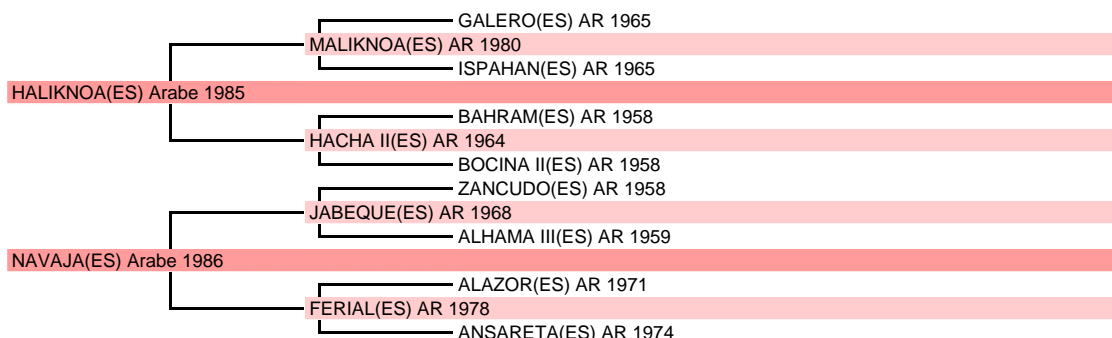 GALERO(ES) AR 1965
MALIKNOA(ES) AR 1980
ISPAHAN(ES) AR 1965
HALIKNOA(ES) Arabe 1985
BAHRAM(ES) AR 1958
HACHA II(ES) AR 1964
BOCINA II(ES) AR 1958
ZANCUDO(ES) AR 1958
JABEQUE(ES) AR 1968
ALHAMA III(ES) AR 1959
NAVAJA(ES) Arabe 1986
ALAZOR(ES) AR 1971
FERIAL(ES) AR 1978
ANSARETA(ES) AR 1974